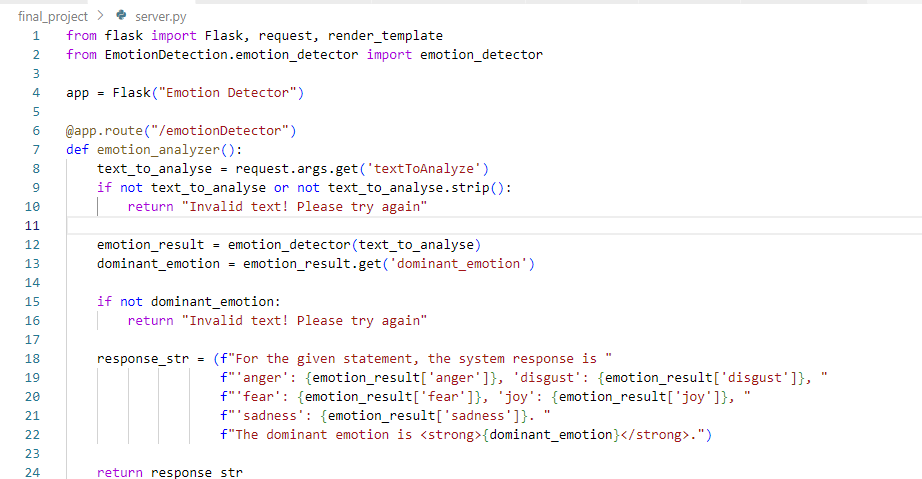 final_project > server.py
1 from flask import Flask, request, render_template
2 from EmotionDetection.emotion_detector import emotion_detector
3
4 app = Flask("Emotion Detector")
5
6 @app.route("/emotionDetector")
7 def emotion_analyzer():
8     text_to_analyse = request.args.get('textToAnalyze')
9     if not text_to_analyse or not text_to_analyse.strip():
10         return "Invalid text! Please try again"
11
12     emotion_result = emotion_detector(text_to_analyse)
13     dominant_emotion = emotion_result.get('dominant_emotion')
14
15     if not dominant_emotion:
16         return "Invalid text! Please try again"
17
18     response_str = (f"For the given statement, the system response is "
19                     f"'anger': {emotion_result['anger']}, 'disgust': {emotion_result['disgust']}, "
20                     f"'fear': {emotion_result['fear']}, 'joy': {emotion_result['joy']}, "
21                     f"'sadness': {emotion_result['sadness']}. "
22                     f"The dominant emotion is <strong>{dominant_emotion}</strong>.")
23
24     return response_str